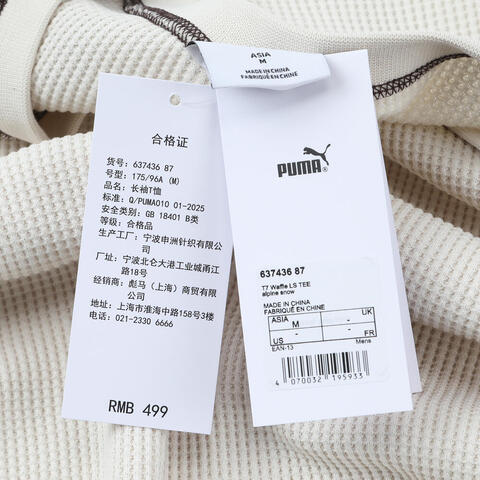 ASIA
M
MADE IN CHINA
FABRIQUÉ EN CHINE
合格证
货号: 637436 87
号型: 175/96A (M)
品名: 长袖T恤
标准: Q/PUMA010 01-2025
安全类别: GB 18401 B类
等级: 合格品
生产工厂: 宁波申洲针织有限公司
厂址: 宁波北仑大港工业城甬江路18号
经销商: 彪马（上海）商贸有限公司
地址: 上海市淮海中路158号3楼
电话: 021-2330 6666
RMB 499
PUMA®
637436 87
T7 Waffle LS TEE
alpine snow
MADE IN CHINA
FABRIQUÉ EN CHINE
ASIA M - UK
US - - FR
EAN-13 Mens
4 070032 195933